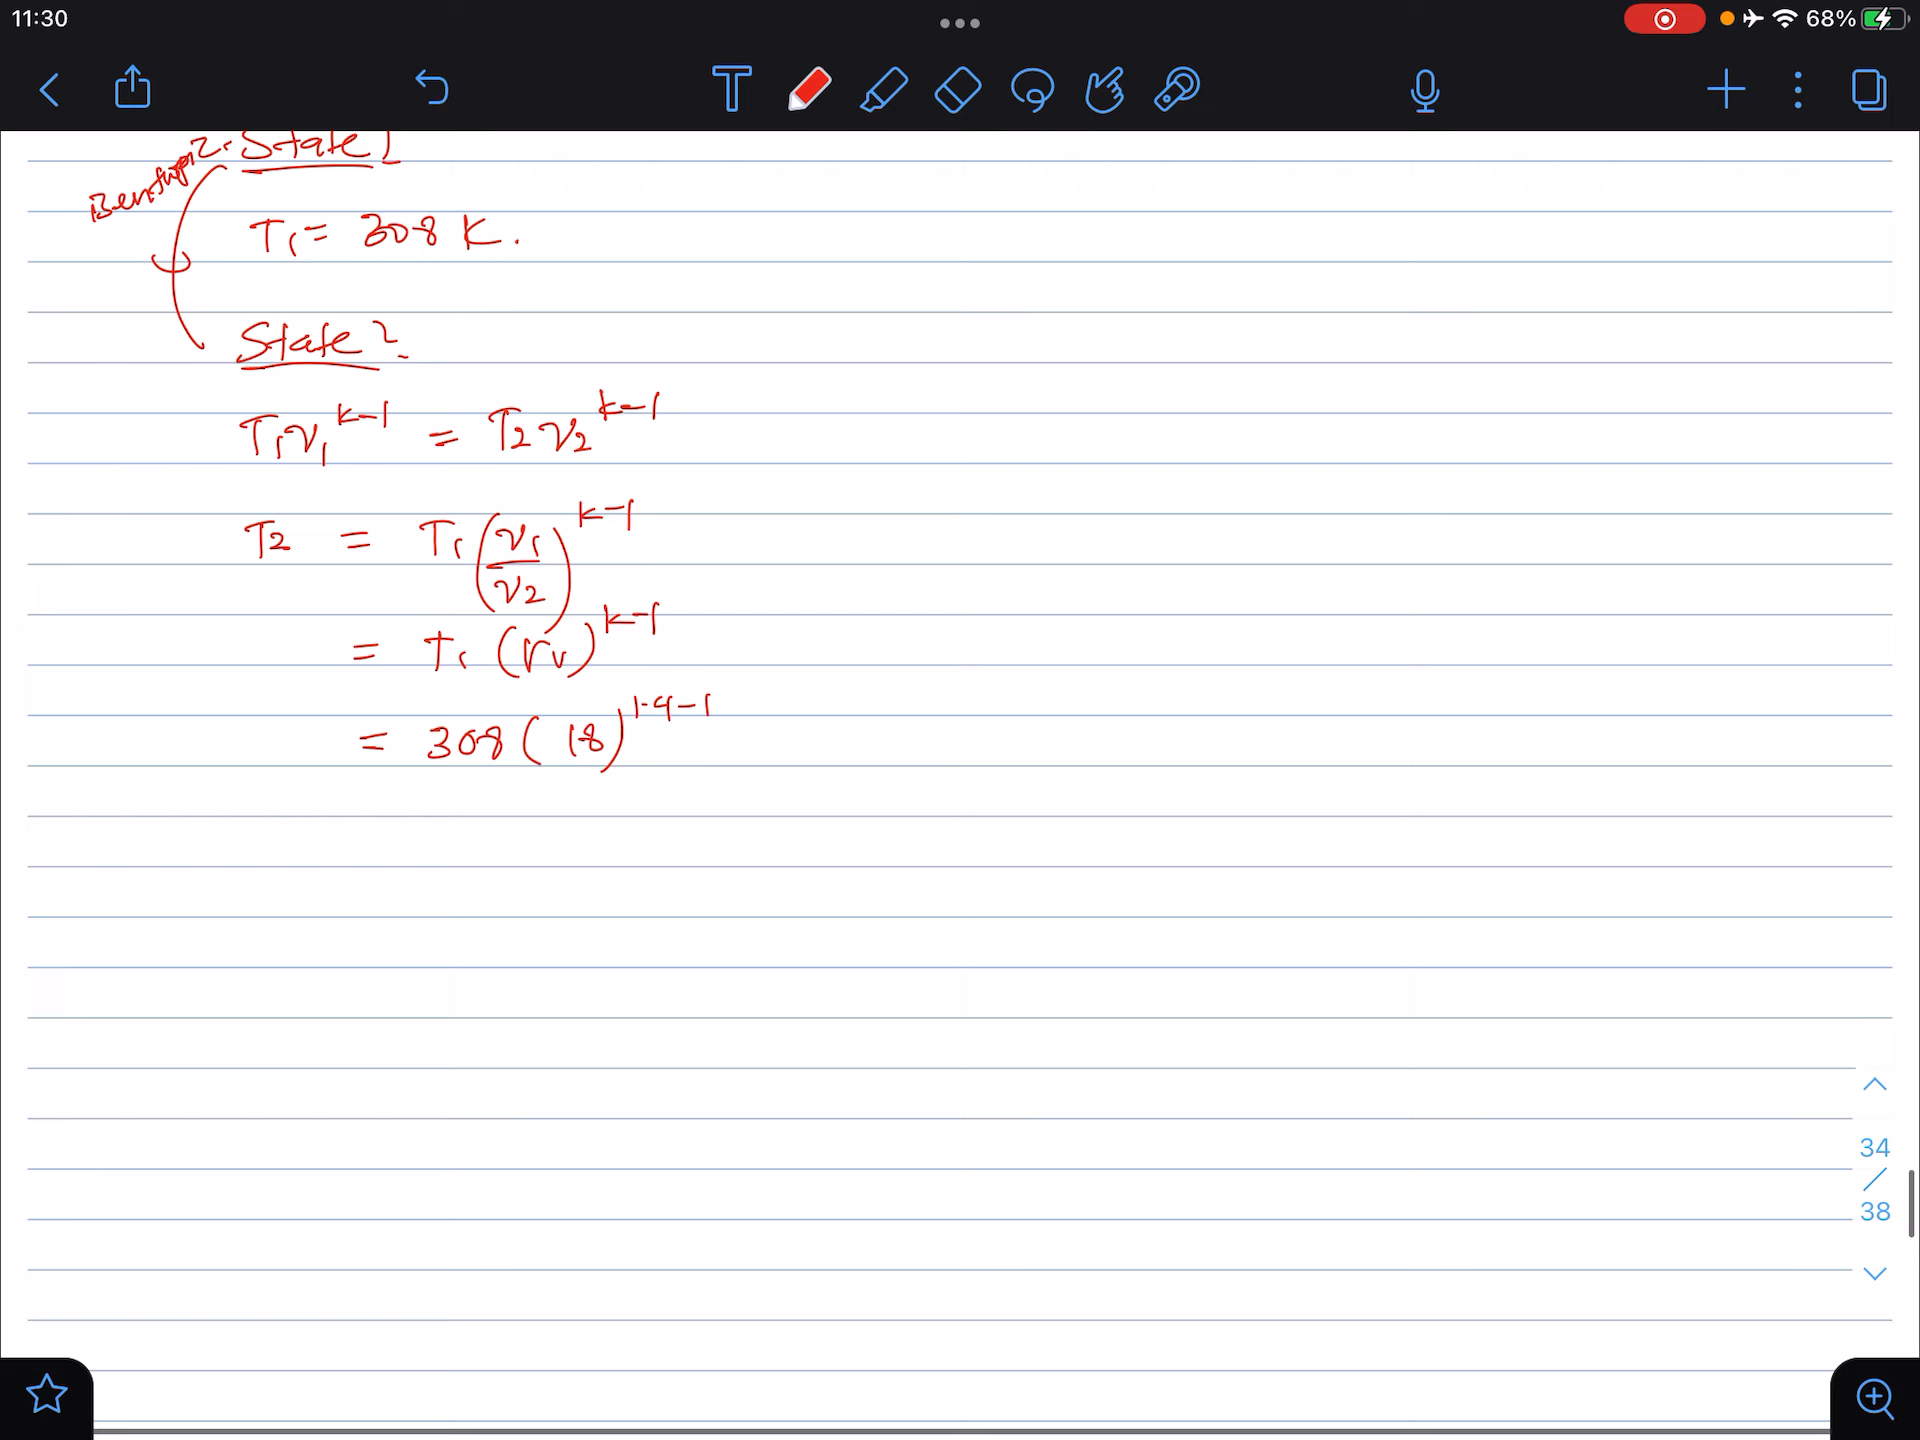 11:30
68%
State 1
T₁ = 308 K.
State 2
T₁v₁^{k-1} = T₂v₂^{k-1}
T₂ = T₁(v₁/v₂)^{k-1}
= T₁(rᵥ)^{k-1}
= 308(18)^{1.4-1}
34
38